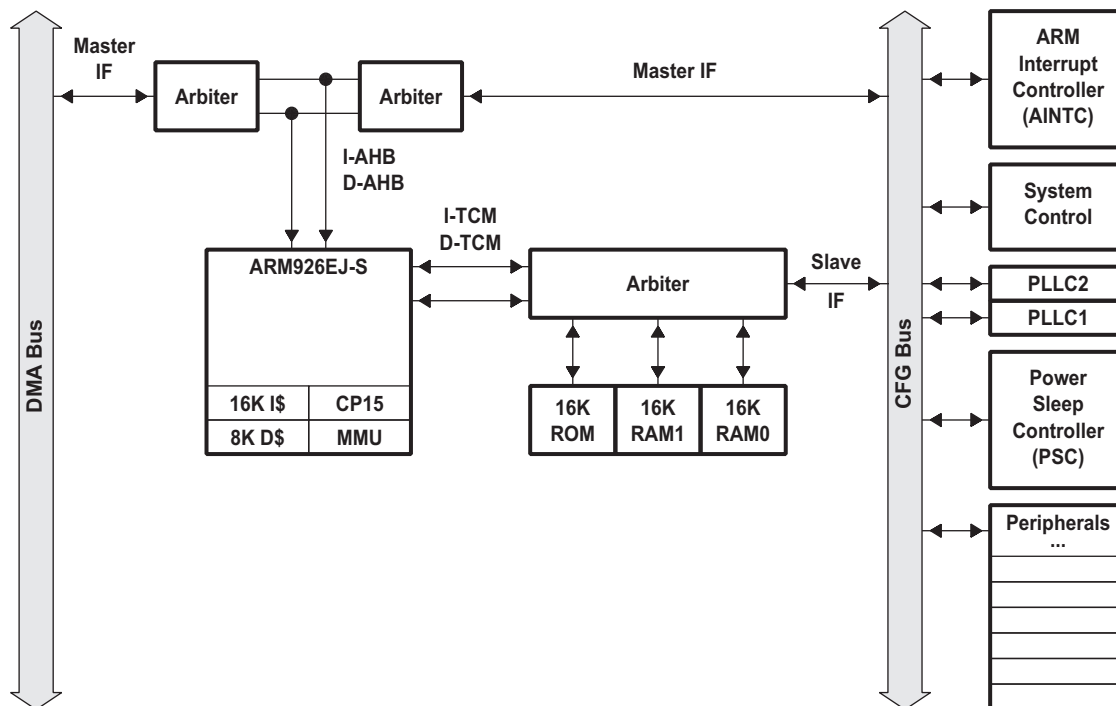 Master
IF
Arbiter
Arbiter
Master IF
I-AHB
D-AHB
I-TCM
D-TCM
ARM926EJ-S
16K I$
CP15
8K D$
MMU
Arbiter
Slave
IF
16K
ROM
16K
RAM1
16K
RAM0
DMA Bus
CFG Bus
ARM
Interrupt
Controller
(AINTC)
System
Control
PLLC2
PLLC1
Power
Sleep
Controller
(PSC)
Peripherals
...